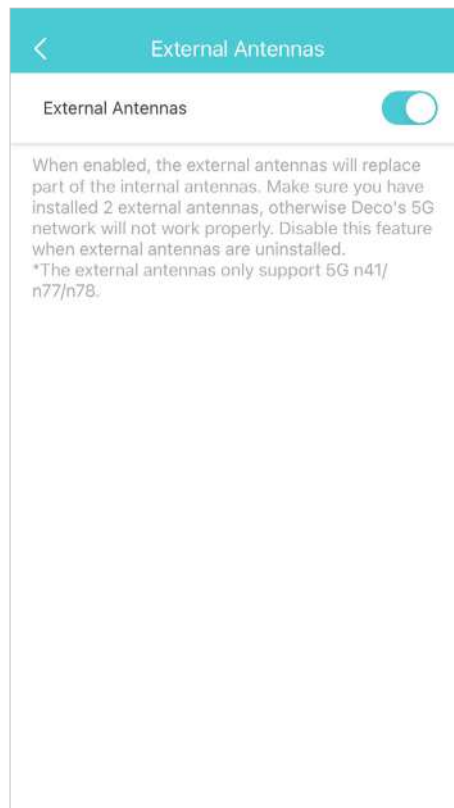 External Antennas
External Antennas
When enabled, the external antennas will replace
part of the internal antennas. Make sure you have
installed 2 external antennas, otherwise Deco's 5G
network will not work properly. Disable this feature
when external antennas are uninstalled.
*The external antennas only support 5G n41/
n77/n78.